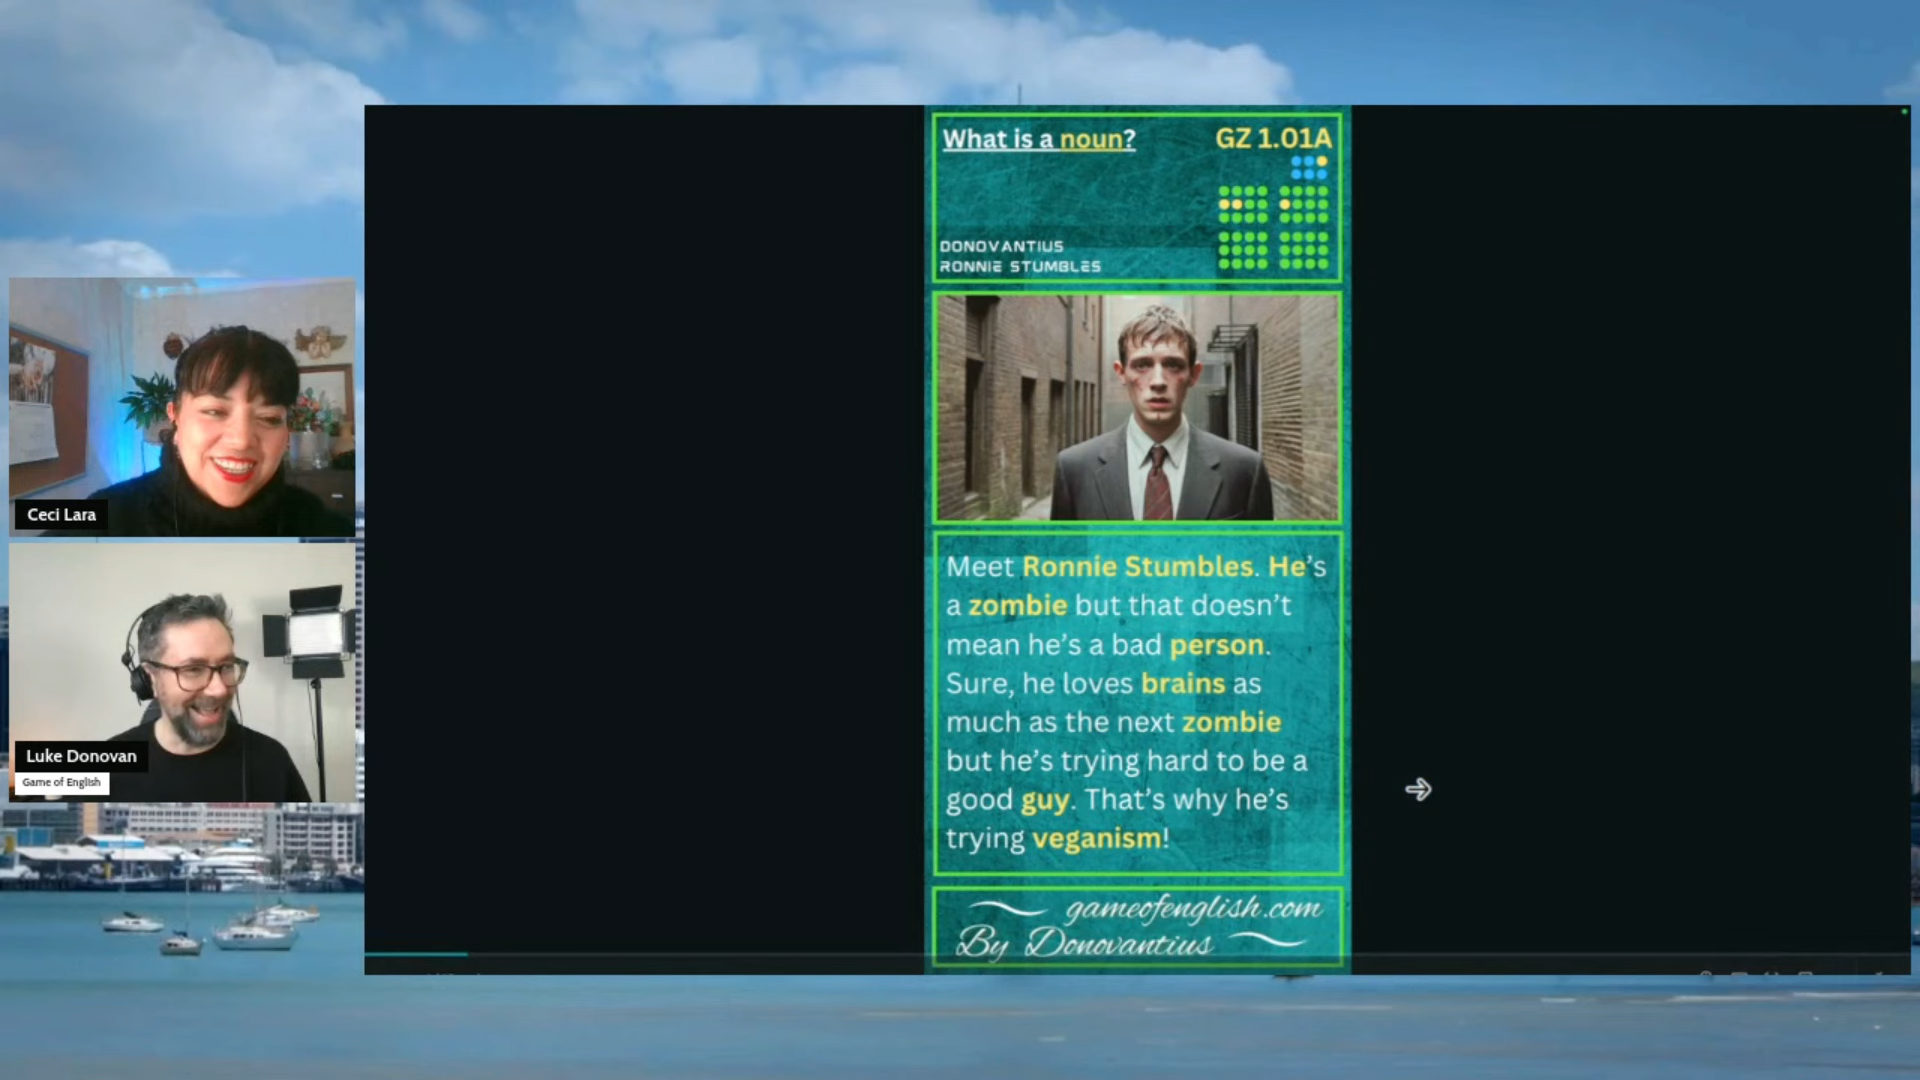 What is a noun?
GZ 1.01A
DONOVANTIUS
RONNIE STUMBLES
Meet Ronnie Stumbles. He's
a zombie but that doesn't
mean he's a bad person.
Sure, he loves brains as
much as the next zombie
but he's trying hard to be a
good guy. That's why he's
trying veganism!
gameofenglish.com
By Donovantius
Ceci Lara
Luke Donovan
Game of English